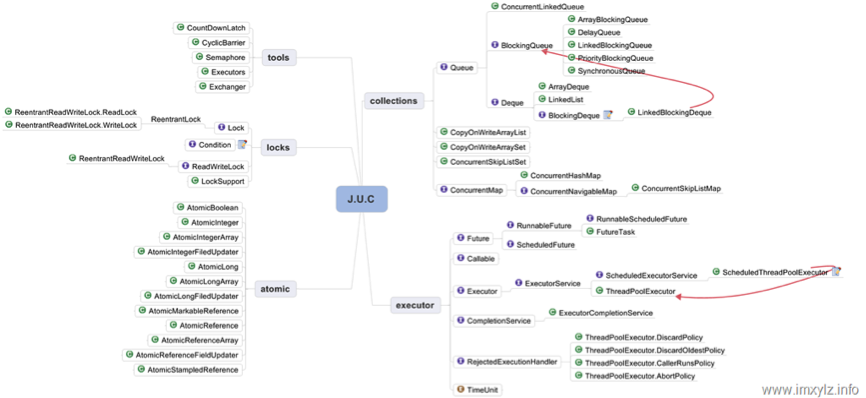 J.U.C
tools
CountDownLatch
CyclicBarrier
Semaphore
Executors
Exchanger
locks
Lock
ReentrantLock
ReentrantReadWriteLock.ReadLock
ReentrantReadWriteLock.WriteLock
Condition
ReadWriteLock
ReentrantReadWriteLock
LockSupport
atomic
AtomicBoolean
AtomicInteger
AtomicIntegerArray
AtomicIntegerFiledUpdater
AtomicLong
AtomicLongArray
AtomicLongFiledUpdater
AtomicMarkableReference
AtomicReference
AtomicReferenceArray
AtomicReferenceFieldUpdater
AtomicStampledReference
collections
Queue
ConcurrentLinkedQueue
BlockingQueue
ArrayBlockingQueue
DelayQueue
LinkedBlockingQueue
PriorityBlockingQueue
SynchronousQueue
Deque
ArrayDeque
LinkedList
BlockingDeque
LinkedBlockingDeque
CopyOnWriteArrayList
CopyOnWriteArraySet
ConcurrentSkipListSet
ConcurrentMap
ConcurrentHashMap
ConcurrentNavigableMap
ConcurrentSkipListMap
executor
Future
RunnableFuture
RunnableScheduledFuture
FutureTask
ScheduledFuture
Callable
Executor
ExecutorService
ScheduledExecutorService
ScheduledThreadPoolExecutor
ThreadPoolExecutor
CompletionService
ExecutorCompletionService
RejectedExecutionHandler
ThreadPoolExecutor.DiscardPolicy
ThreadPoolExecutor.DiscardOldestPolicy
ThreadPoolExecutor.CallerRunsPolicy
ThreadPoolExecutor.AbortPolicy
TimeUnit
www.imxylz.info